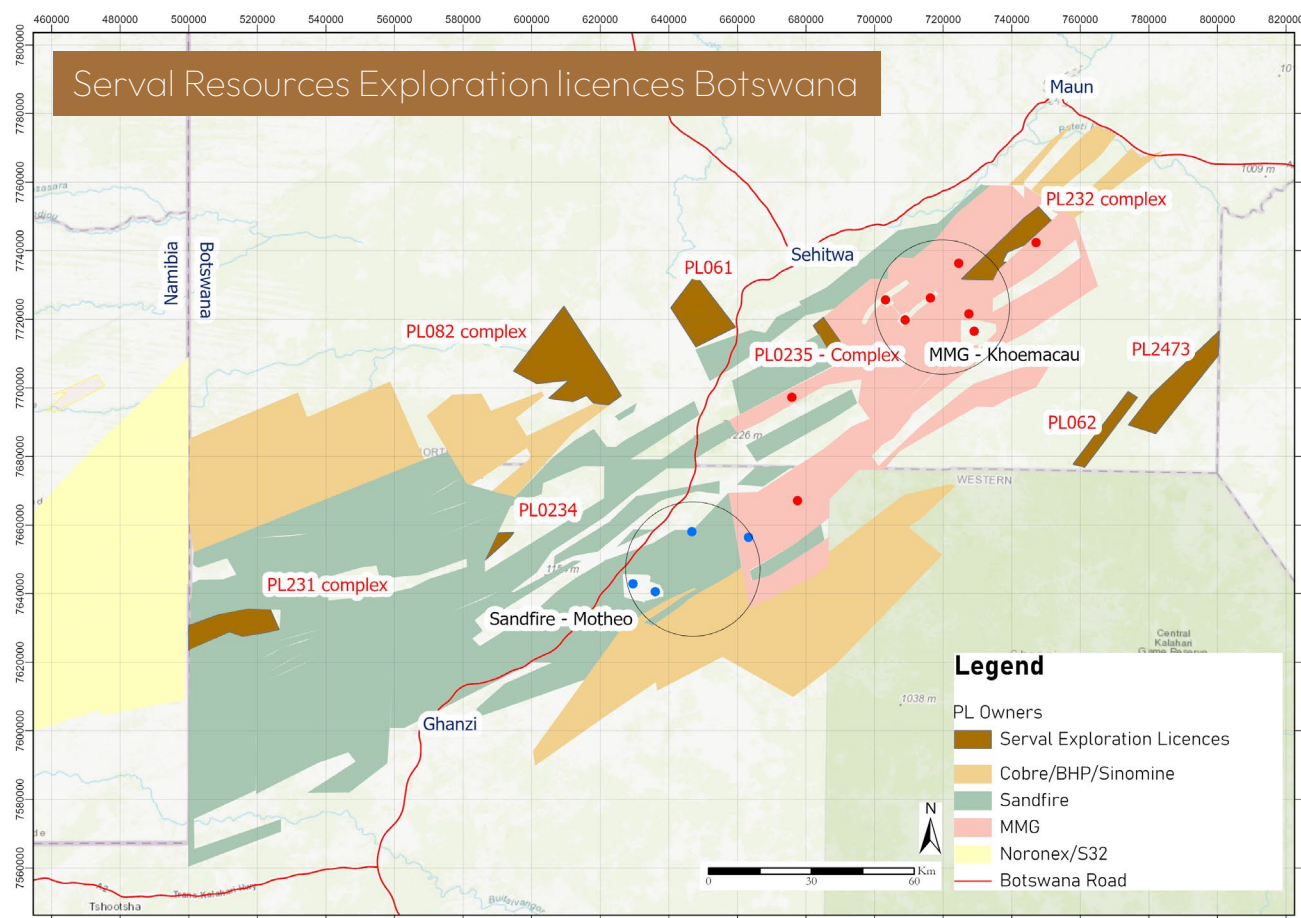 460000 480000 500000 520000 540000 560000 580000 600000 620000 640000 660000 680000 700000 720000 740000 760000 780000 800000
7800000
7780000
7760000
7740000
7720000
7700000
7680000
7660000
7640000
7620000
7600000
7580000
7560000
Serval Resources Exploration licences Botswana
Maun
1009 m
PL232 complex
Namibia
Botswana
Sehitwa
PL061
PL082 complex
PL0235 - Complex
MMG - Khoemacau
PL2473
PL062
226 m
WESTERN
PL0234
PL231 complex
Sandfire - Motheo
Central
Kalahari
Game Reserve
1038 m
Ghanzi
Legend
PL Owners
Serval Exploration Licences
Cobre/BHP/Sinomine
Sandfire
MMG
Noronex/S32
Botswana Road
N
Km
0 30 60
A2
Trans Kalahari Hwy
Tshootsha